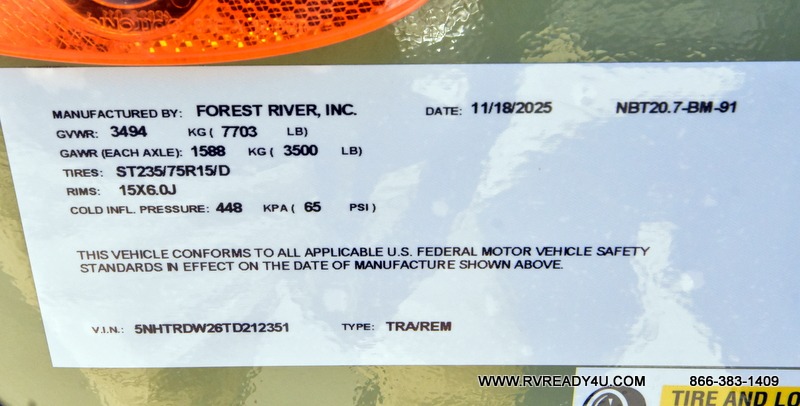 MANUFACTURED BY: FOREST RIVER, INC. DATE: 11/18/2025 NBT20.7-BM-91
GVWR: 3494 KG ( 7703 LB)
GAWR (EACH AXLE): 1588 KG ( 3500 LB)
TIRES: ST235/75R15/D
RIMS: 15X6.0J
COLD INFL. PRESSURE: 448 KPA ( 65 PSI )
THIS VEHICLE CONFORMS TO ALL APPLICABLE U.S. FEDERAL MOTOR VEHICLE SAFETY
STANDARDS IN EFFECT ON THE DATE OF MANUFACTURE SHOWN ABOVE.
V.I.N.: 5NHTRDW26TD212351 TYPE: TRA/REM
WWW.RVREADY4U.COM 866-383-1409
TIRE AND LO